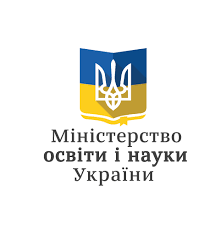 Міністерство
освіти і науки
України